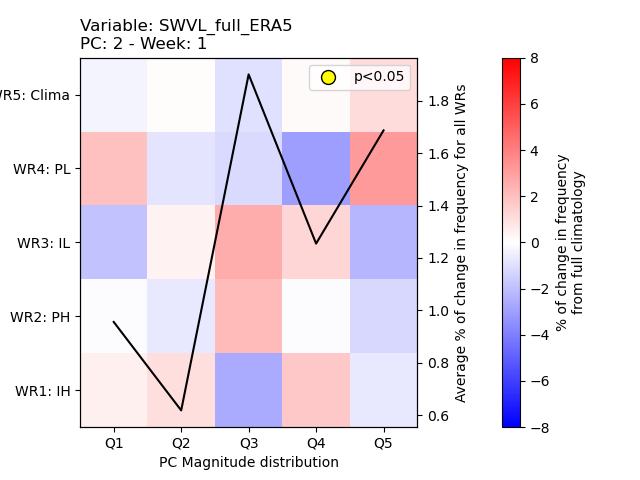 Variable: SWVL_full_ERA5
PC: 2 - Week: 1
p<0.05
WR5: Clima
WR4: PL
WR3: IL
WR2: PH
WR1: IH
Q1 Q2 Q3 Q4 Q5
PC Magnitude distribution
1.8
1.6
1.4
1.2
1.0
0.8
0.6
Average % of change in frequency for all WRs
8
6
4
2
0
−2
−4
−6
−8
% of change in frequency
from full climatology